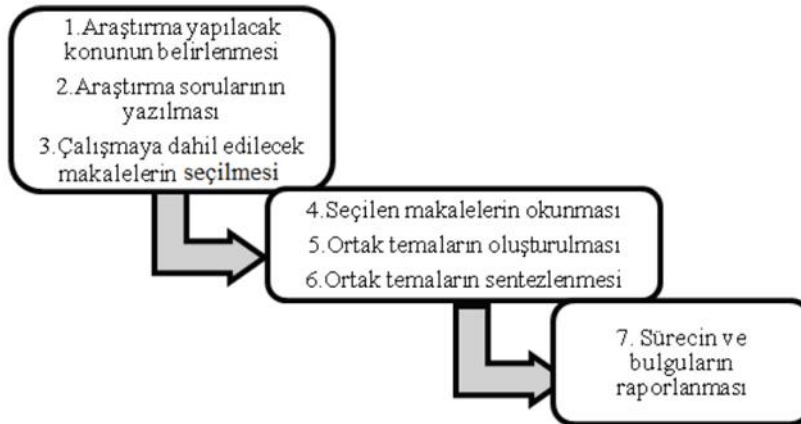 1.Araştırma yapılacak
konunun belirlenmesi
2.Araştırma sorularının
yazılması
3.Çalışmaya dahil edilecek
makalelerin seçilmesi
4.Seçilen makalelerin okunması
5.Ortak temaların oluşturulması
6.Ortak temaların sentezlenmesi
7. Sürecin ve
bulguların
raporlanması